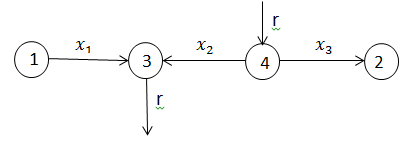 r
x₁ x₂ x₃
1 3 4 2
r